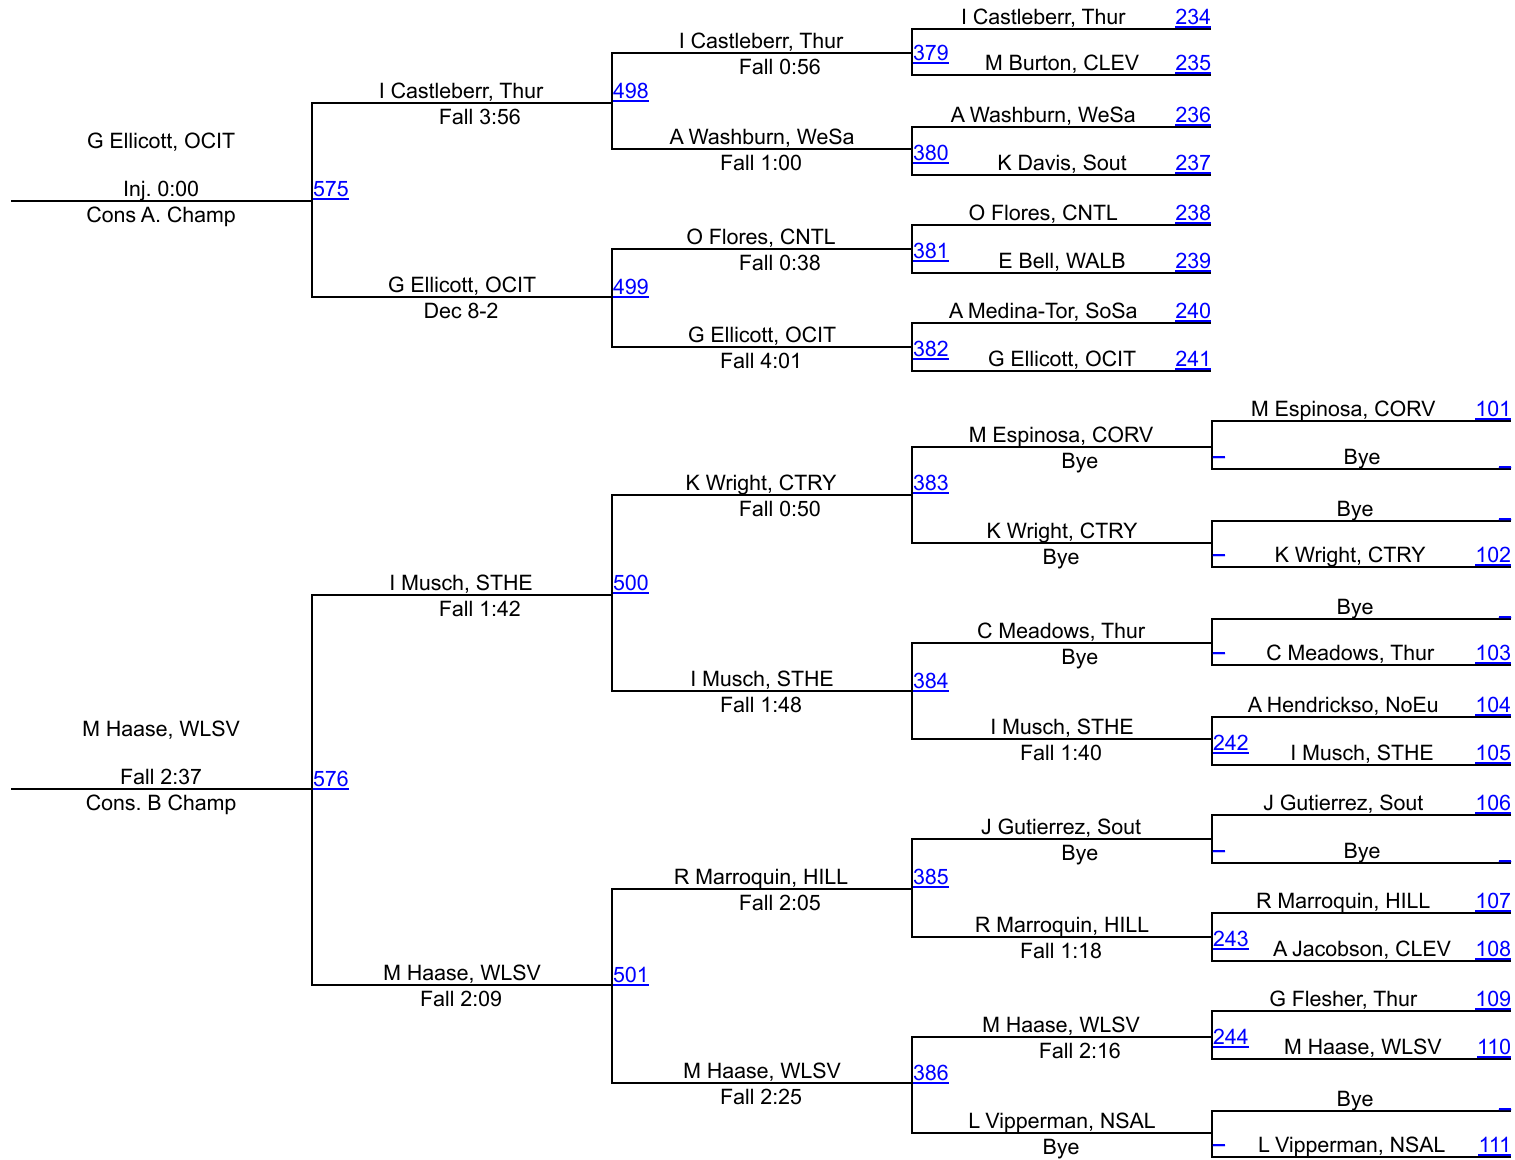 I Castleberr, Thur 234
I Castleberr, Thur 379
Fall 0:56
M Burton, CLEV 235
I Castleberr, Thur 498
Fall 3:56
A Washburn, WeSa 236
A Washburn, WeSa 380
Fall 1:00
K Davis, Sout 237
G Ellicott, OCIT
Inj. 0:00 575
Cons A. Champ
O Flores, CNTL 238
O Flores, CNTL 381
Fall 0:38
E Bell, WALB 239
G Ellicott, OCIT 499
Dec 8-2
A Medina-Tor, SoSa 240
G Ellicott, OCIT 382
Fall 4:01
G Ellicott, OCIT 241
M Espinosa, CORV 101
M Espinosa, CORV
Bye
Bye
K Wright, CTRY 383
Fall 0:50
Bye
K Wright, CTRY
Bye
K Wright, CTRY 102
I Musch, STHE 500
Fall 1:42
Bye
C Meadows, Thur
Bye
C Meadows, Thur 103
I Musch, STHE 384
Fall 1:48
A Hendrickso, NoEu 104
I Musch, STHE 242
Fall 1:40
I Musch, STHE 105
M Haase, WLSV
Fall 2:37 576
Cons. B Champ
J Gutierrez, Sout 106
J Gutierrez, Sout
Bye
Bye
R Marroquin, HILL 385
Fall 2:05
R Marroquin, HILL 107
R Marroquin, HILL 243
Fall 1:18
A Jacobson, CLEV 108
M Haase, WLSV 501
Fall 2:09
G Flesher, Thur 109
M Haase, WLSV 244
Fall 2:16
M Haase, WLSV 110
M Haase, WLSV 386
Fall 2:25
Bye
L Vipperman, NSAL
Bye
L Vipperman, NSAL 111